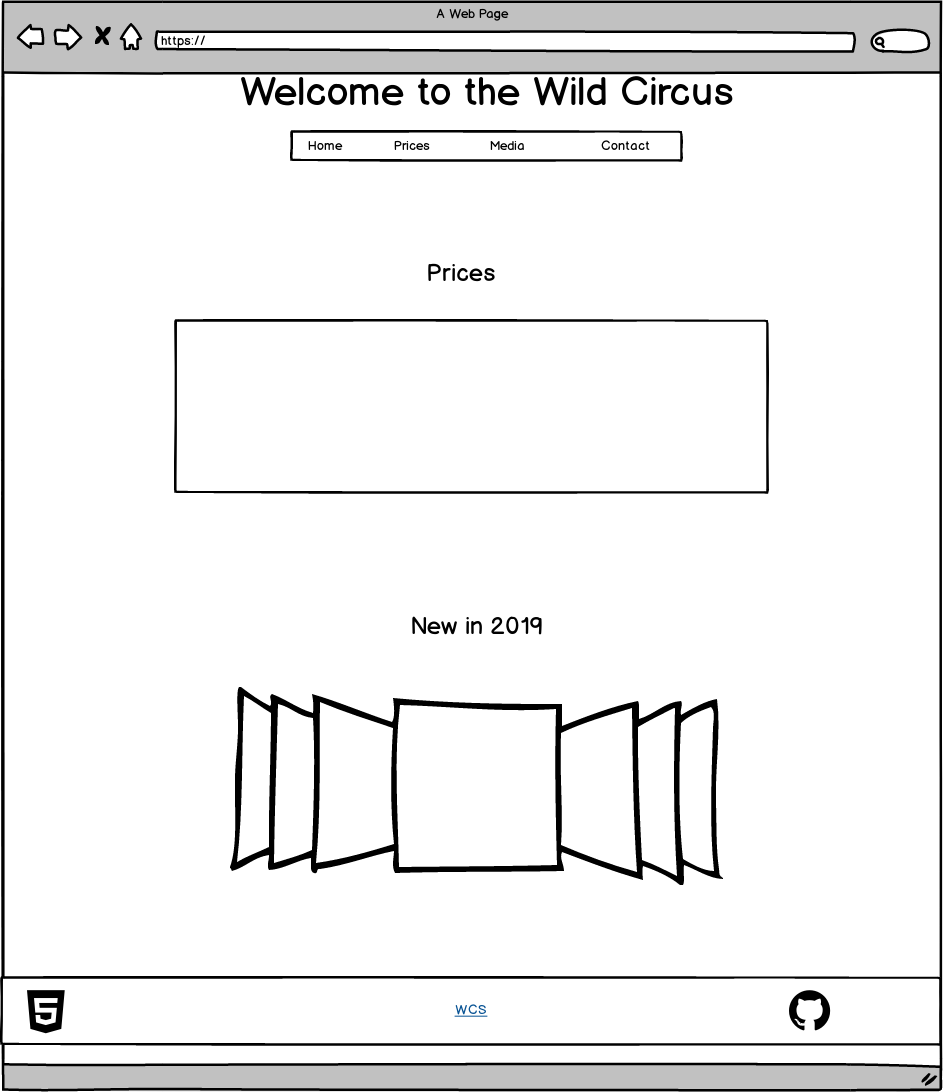 A Web Page
https://
Welcome to the Wild Circus
Home Prices Media Contact
Prices
New in 2019
5
WCS